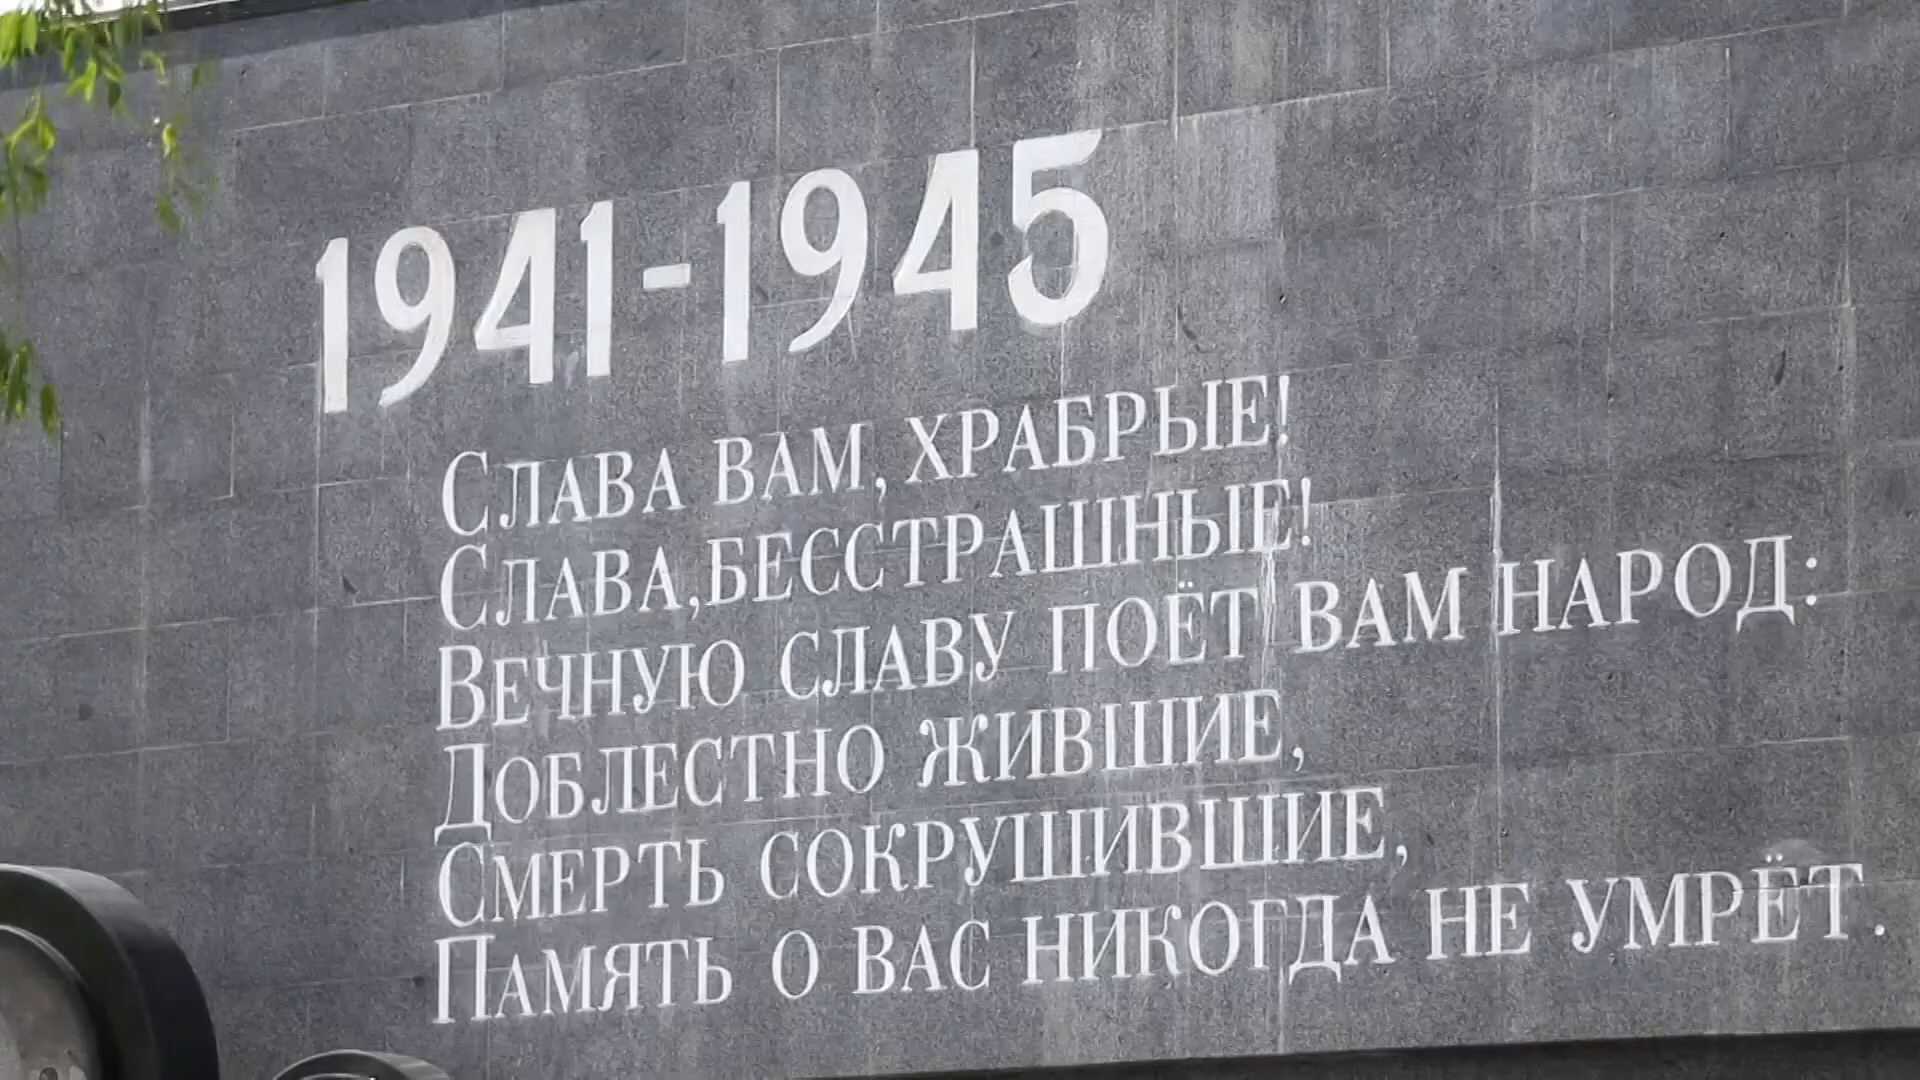 1941-1945
СЛАВА ВАМ, ХРАБРЫЕ!
СЛАВА, БЕССТРАШНЫЕ!
ВЕЧНУЮ СЛАВУ ПОЁТ ВАМ НАРОД:
ДОБЛЕСТНО ЖИВШИЕ,
СМЕРТЬ СОКРУШИВШИЕ,
ПАМЯТЬ О ВАС НИКОГДА НЕ УМРЁТ.